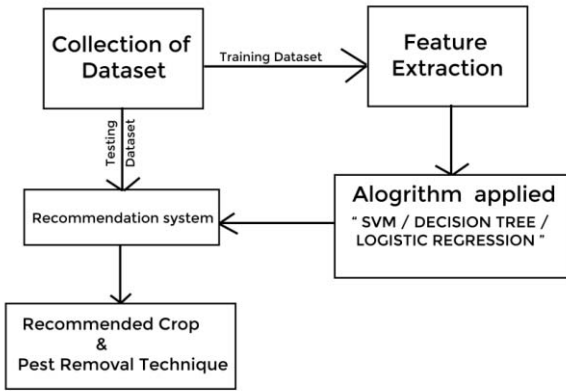 Collection of
Dataset
Training Dataset
Feature
Extraction
Testing
Dataset
Recommendation system
Alogrithm applied
“ SVM / DECISION TREE /
LOGISTIC REGRESSION ”
Recommended Crop
&
Pest Removal Technique